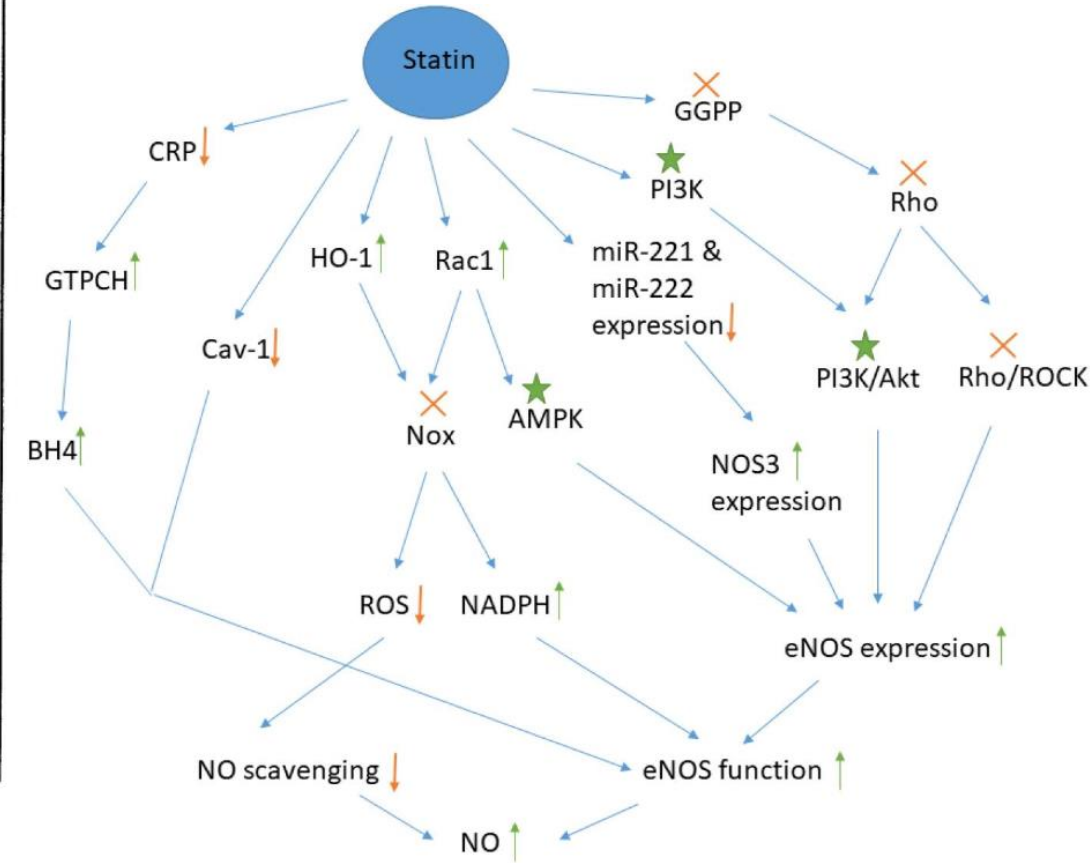 Statin
GGPP
CRP
PI3K
Rho
HO-1
Rac1
miR-221 &
miR-222
expression
GTPCH
Cav-1
PI3K/Akt
Rho/ROCK
Nox
AMPK
BH4
NOS3
expression
ROS
NADPH
eNOS expression
NO scavenging
eNOS function
NO